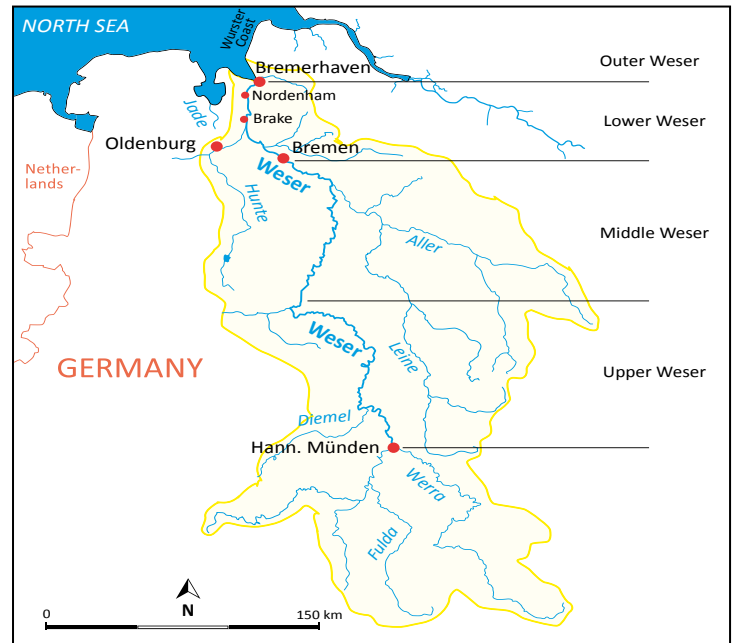 NORTH SEA
Wurster
Coast
Outer Weser
Bremerhaven
Nordenham
Lower Weser
Jade
Brake
Oldenburg
Bremen
Weser
Nether-
lands
Hunte
Middle Weser
Aller
Weser
Leine
GERMANY
Upper Weser
Diemel
Hann. Münden
Werra
Fulda
N
0
150 km